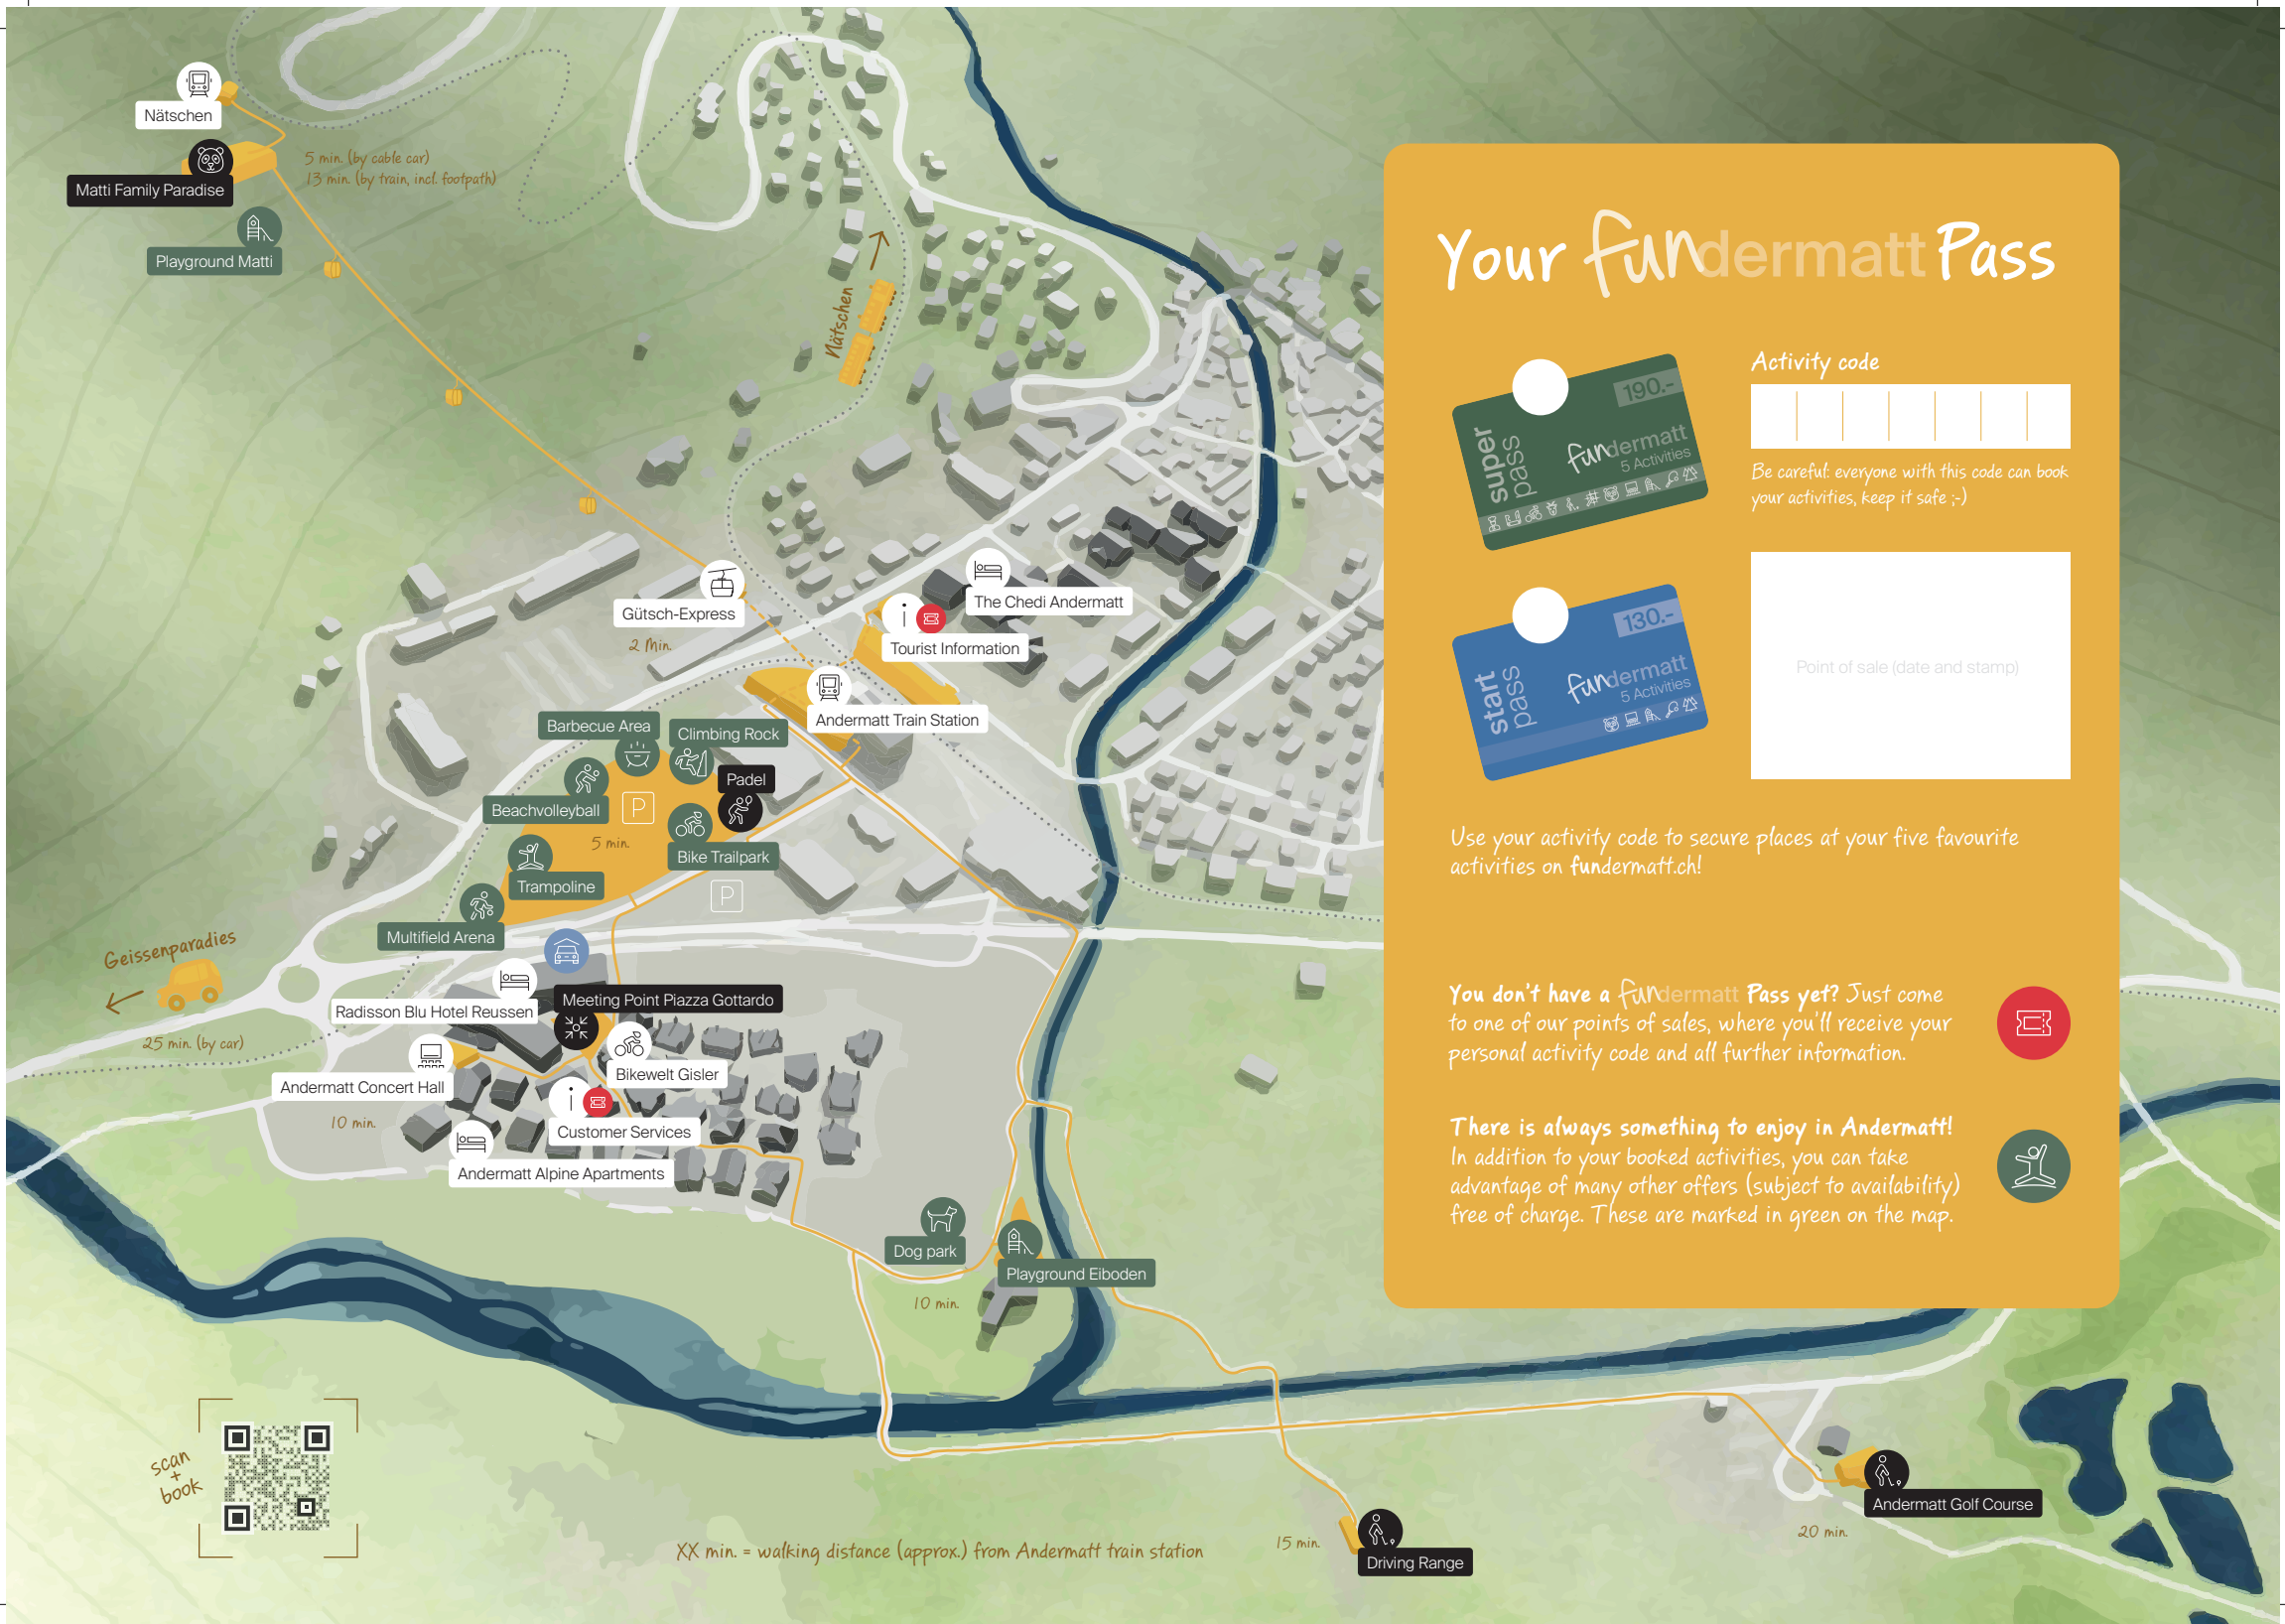 Nätschen
Matti Family Paradise
5 min. (by cable car)
13 min. (by train, incl. footpath)
Playground Matti
Nätschen
Gütsch-Express
2 Min.
The Chedi Andermatt
i
Tourist Information
Andermatt Train Station
Barbecue Area
Climbing Rock
Padel
Beachvolleyball
P
5 min.
Bike Trailpark
Trampoline
P
Multifield Arena
Geissenparadies
25 min. (by car)
Radisson Blu Hotel Reussen
Meeting Point Piazza Gottardo
Bikewelt Gisler
Andermatt Concert Hall
10 min.
i
Customer Services
Andermatt Alpine Apartments
Dog park
Playground Eiboden
10 min.
scan
+
book
XX min. = walking distance (approx.) from Andermatt train station
15 min.
Driving Range
20 min.
Andermatt Golf Course
Your fundermatt Pass
190.-
super
pass
fundermatt
5 Activities
Activity code
Be careful: everyone with this code can book
your activities, keep it safe ;-)
130.-
start
pass
fundermatt
5 Activities
Point of sale (date and stamp)
Use your activity code to secure places at your five favourite
activities on fundermatt.ch!
You don't have a fundermatt Pass yet? Just come
to one of our points of sales, where you'll receive your
personal activity code and all further information.
There is always something to enjoy in Andermatt!
In addition to your booked activities, you can take
advantage of many other offers (subject to availability)
free of charge. These are marked in green on the map.